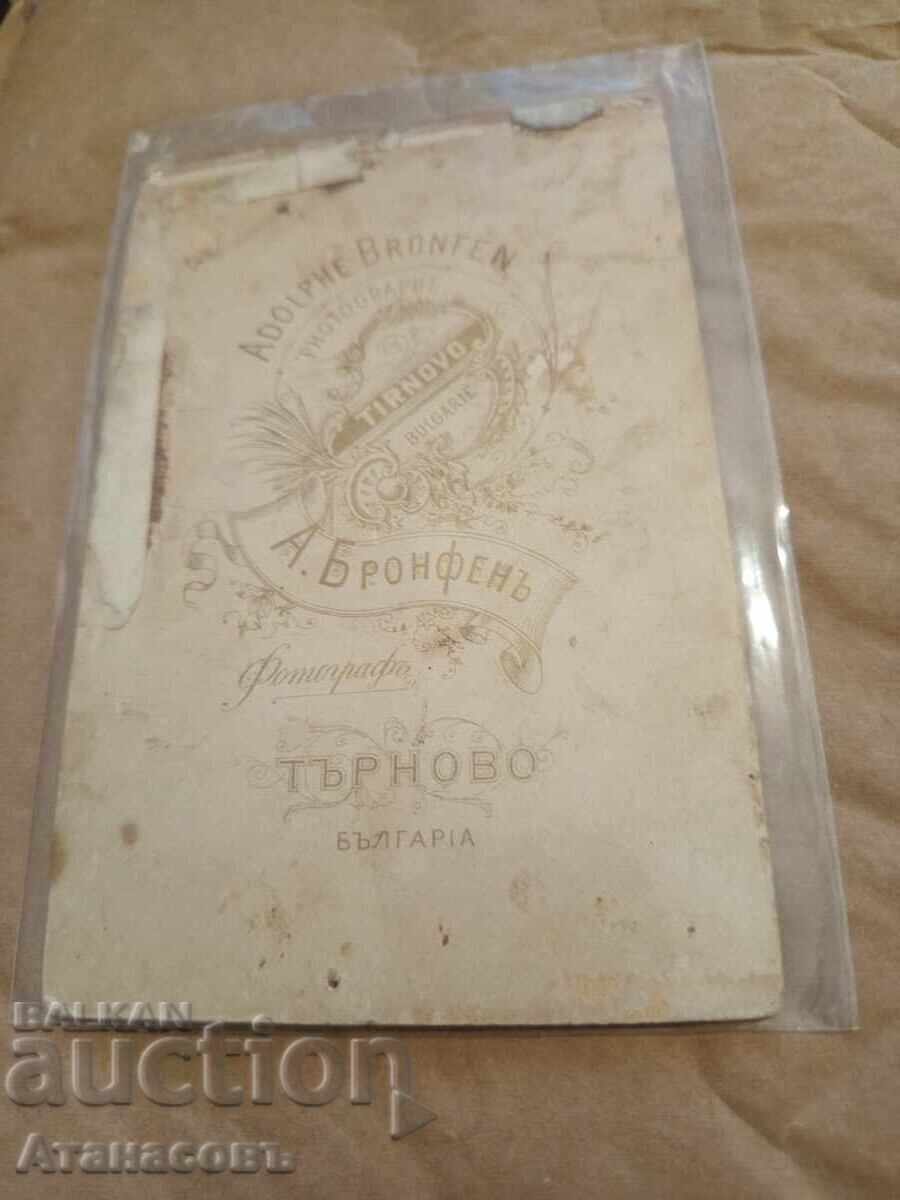 ADOLPHE BRONFEN
PHOTOGRAPHE
TIRNOVO
BULGARIE
А. БРОНФЕНЪ
Фотографъ
ТЪРНОВО
БЪЛГАРІА
BALKAN
auction
Атанасовъ